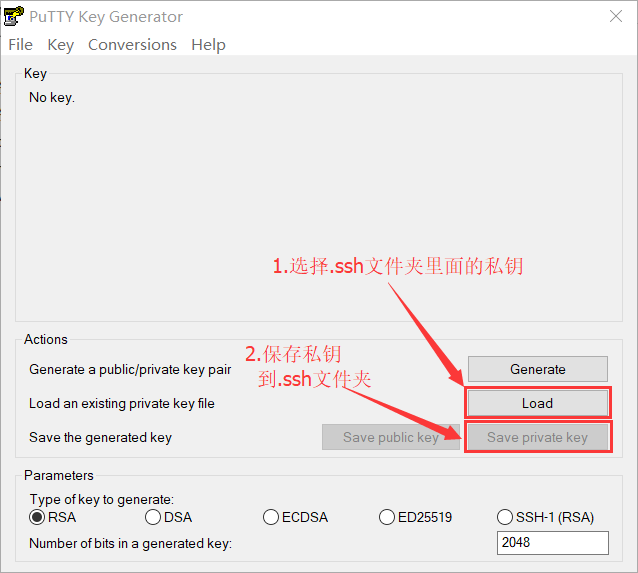 PuTTY Key Generator
File Key Conversions Help
Key
No key.
1.选择.ssh文件夹里面的私钥
Actions
2.保存私钥
到.ssh文件夹
Generate a public/private key pair
Generate
Load an existing private key file
Load
Save the generated key
Save public key
Save private key
Parameters
Type of key to generate:
RSA DSA ECDSA ED25519 SSH-1 (RSA)
Number of bits in a generated key:
2048